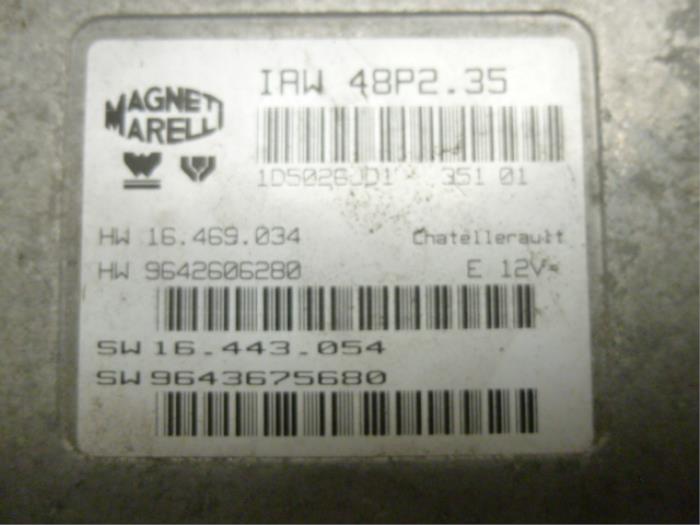 MAGNETI
MARELLI
IAW 48P2.35
351 01
HW 16.469.034
Chatellerault
HW 9642606280
E 12V=
SW 16.443.054
SW 9643675680